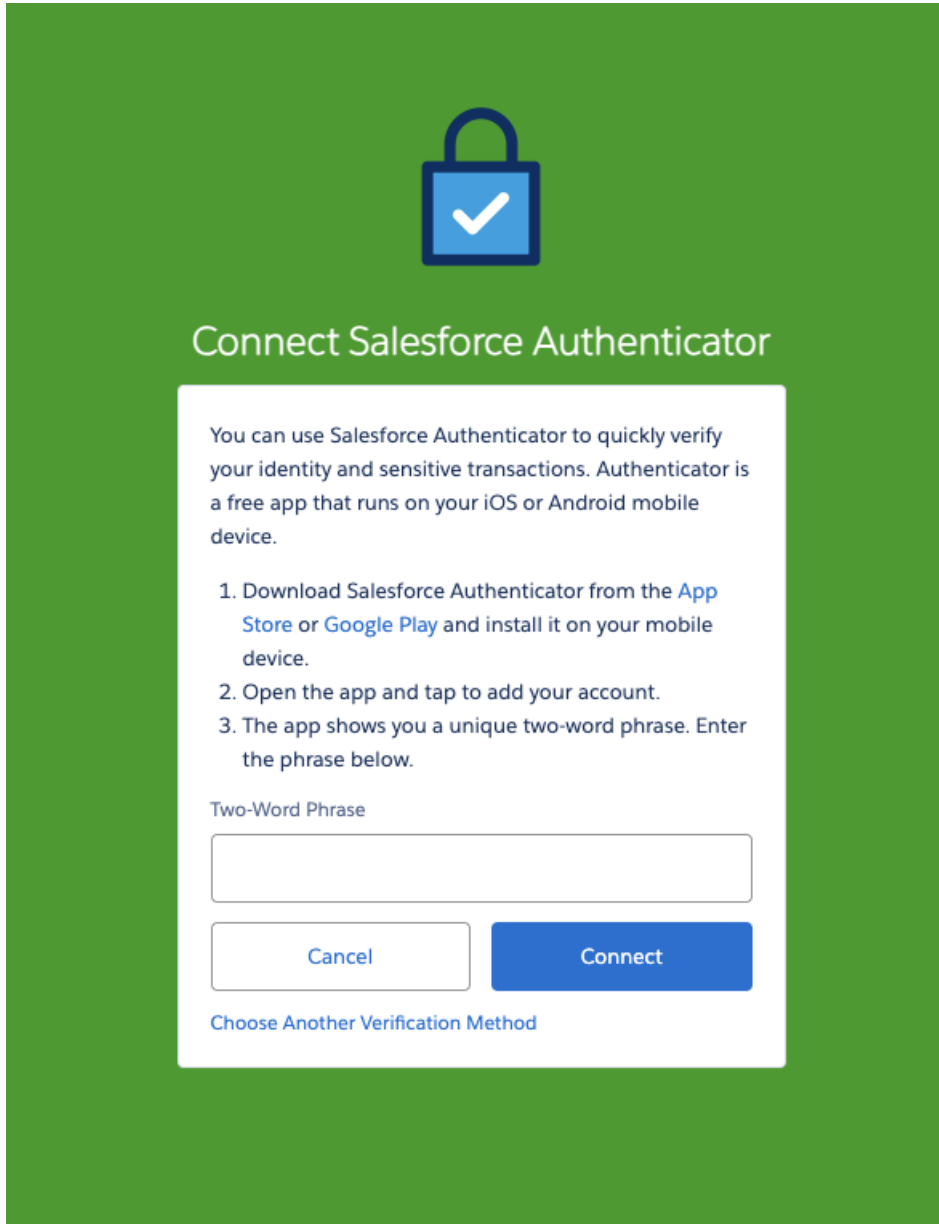 Connect Salesforce Authenticator
You can use Salesforce Authenticator to quickly verify
your identity and sensitive transactions. Authenticator is
a free app that runs on your iOS or Android mobile
device.
1. Download Salesforce Authenticator from the App
Store or Google Play and install it on your mobile
device.
2. Open the app and tap to add your account.
3. The app shows you a unique two-word phrase. Enter
the phrase below.
Two-Word Phrase
Cancel
Connect
Choose Another Verification Method